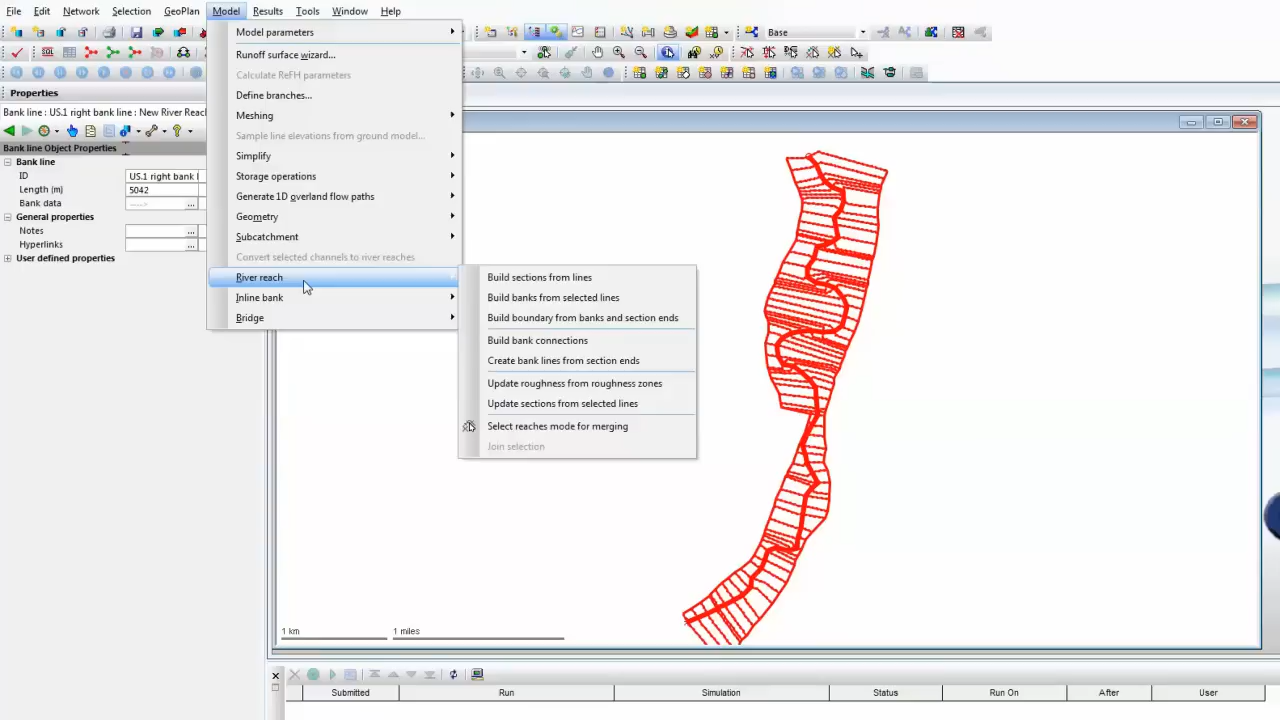 File Edit Network Selection GeoPlan Model Results Tools Window Help
Base
Properties
Bank line : US.1 right bank line : New River Reac
Bank line Object Properties
Bank line
ID US.1 right bank l
Length (m) 5042
Bank data
General properties
Notes
Hyperlinks
User defined properties
Model parameters
Runoff surface wizard...
Calculate ReFH parameters
Define branches...
Meshing
Sample line elevations from ground model...
Simplify
Storage operations
Generate 1D overland flow paths
Geometry
Subcatchment
Convert selected channels to river reaches
River reach
Inline bank
Bridge
Build sections from lines
Build banks from selected lines
Build boundary from banks and section ends
Build bank connections
Create bank lines from section ends
Update roughness from roughness zones
Update sections from selected lines
Select reaches mode for merging
Join selection
1 km 1 miles
Submitted Run Simulation Status Run On After User